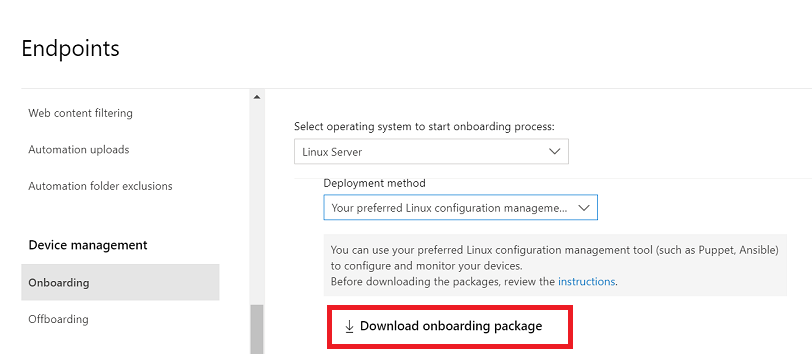 Endpoints
Web content filtering
Automation uploads
Automation folder exclusions
Device management
Onboarding
Offboarding
Select operating system to start onboarding process:
Linux Server
Deployment method
Your preferred Linux configuration manageme...
You can use your preferred Linux configuration management tool (such as Puppet, Ansible)
to configure and monitor your devices.
Before downloading the packages, review the instructions.
Download onboarding package